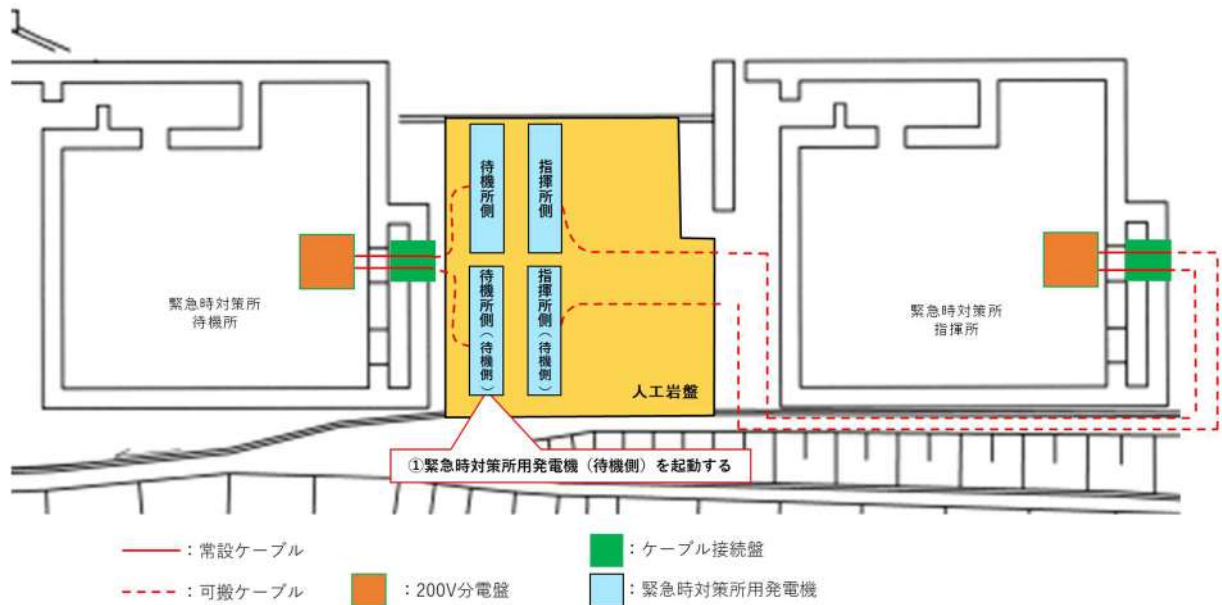 待機所側
指揮所側
待機所側(待機側)
指揮所側(待機側)
緊急時対策所
待機所
緊急時対策所
指揮所
人工岩盤
①緊急時対策所用発電機(待機側)を起動する
:常設ケーブル
:ケーブル接続盤
:可搬ケーブル
:200V分電盤
:緊急時対策所用発電機